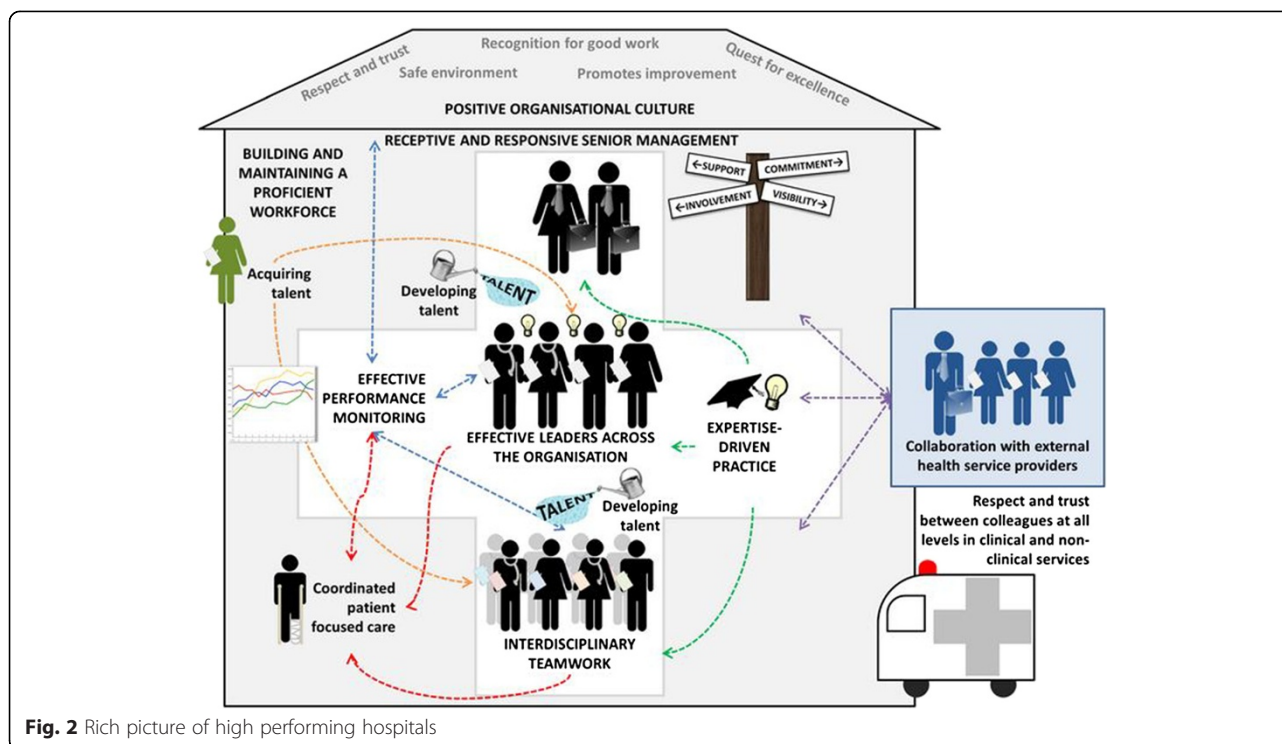 Recognition for good work
Respect and trust
Quest for excellence
Safe environment
Promotes improvement
POSITIVE ORGANISATIONAL CULTURE
RECEPTIVE AND RESPONSIVE SENIOR MANAGEMENT
BUILDING AND
MAINTAINING A
PROFICIENT
WORKFORCE
←SUPPORT
COMMITMENT→
←INVOLVEMENT
VISIBILITY→
Acquiring
talent
Developing
talent
TALENT
EFFECTIVE
PERFORMANCE
MONITORING
EFFECTIVE LEADERS ACROSS
THE ORGANISATION
EXPERTISE-
DRIVEN
PRACTICE
Collaboration with external
health service providers
TALENT
Developing
talent
Respect and trust
between colleagues at all
levels in clinical and non-
clinical services
Coordinated
patient
focused care
INTERDISCIPLINARY
TEAMWORK
Fig. 2 Rich picture of high performing hospitals